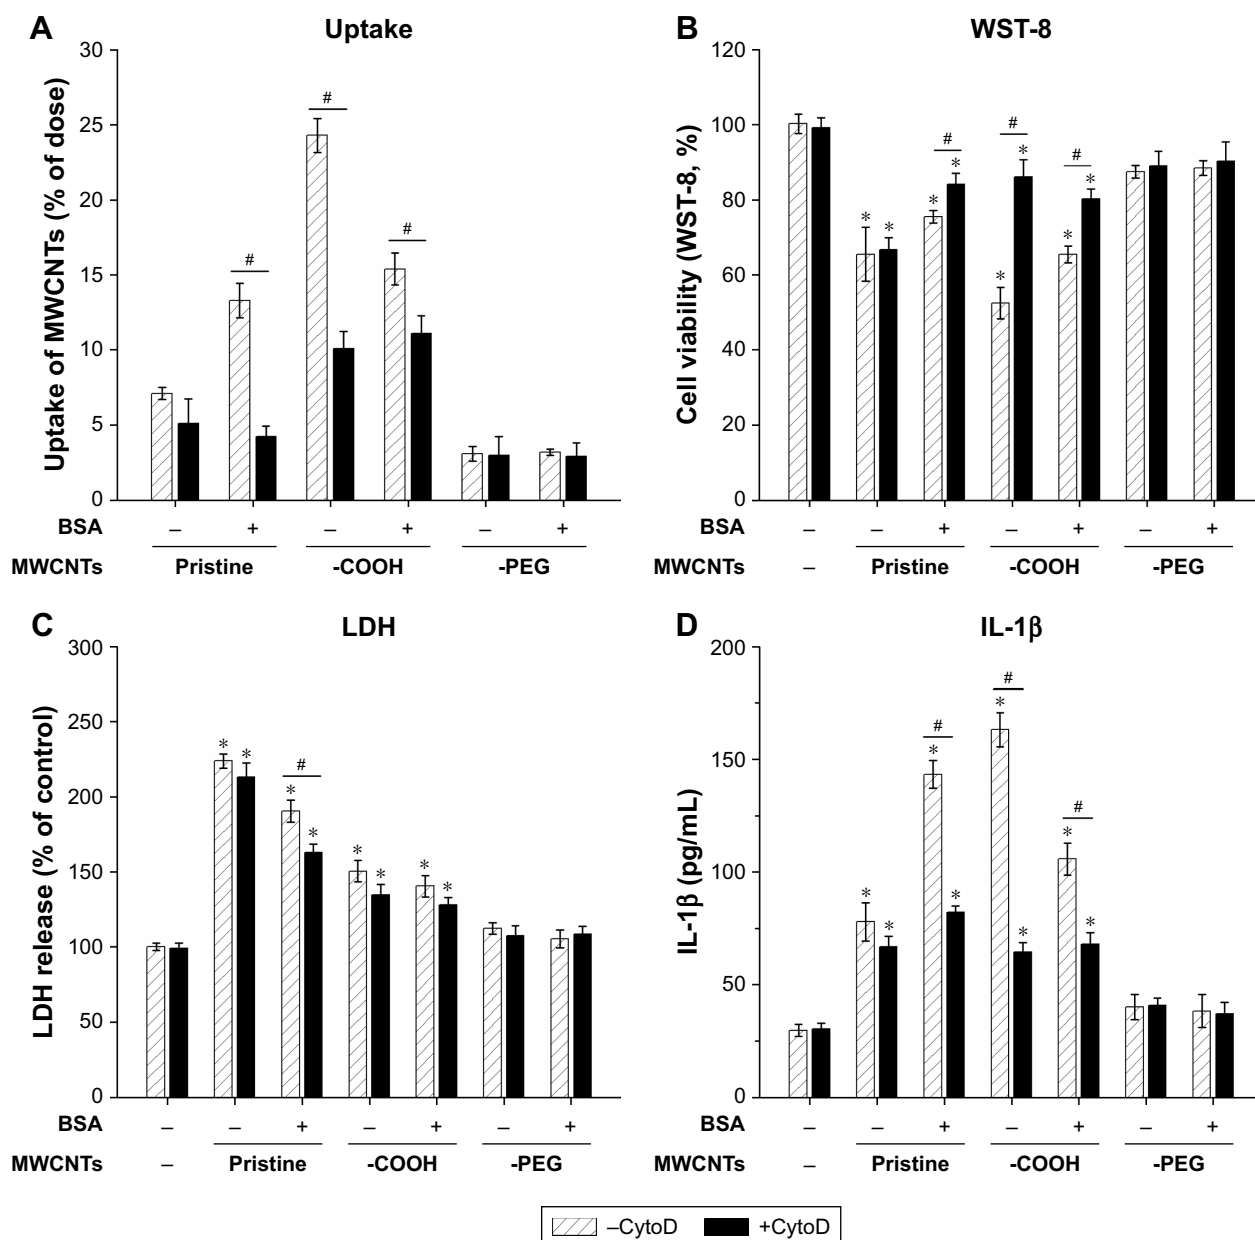 A Uptake
Uptake of MWCNTs (% of dose)
30
25
20
15
10
5
0
# # # #
BSA – + – + – +
MWCNTs Pristine -COOH -PEG
B WST-8
Cell viability (WST-8, %)
120
100
80
60
40
20
0
# # #
* * * * * * * *
BSA – – + – + – +
MWCNTs – Pristine -COOH -PEG
C LDH
LDH release (% of control)
300
250
200
150
100
50
0
#
* * * * * * * *
BSA – – + – + – +
MWCNTs – Pristine -COOH -PEG
D IL-1β
IL-1β (pg/mL)
200
150
100
50
0
# # #
* * * * * * * *
BSA – – + – + – +
MWCNTs – Pristine -COOH -PEG
–CytoD +CytoD